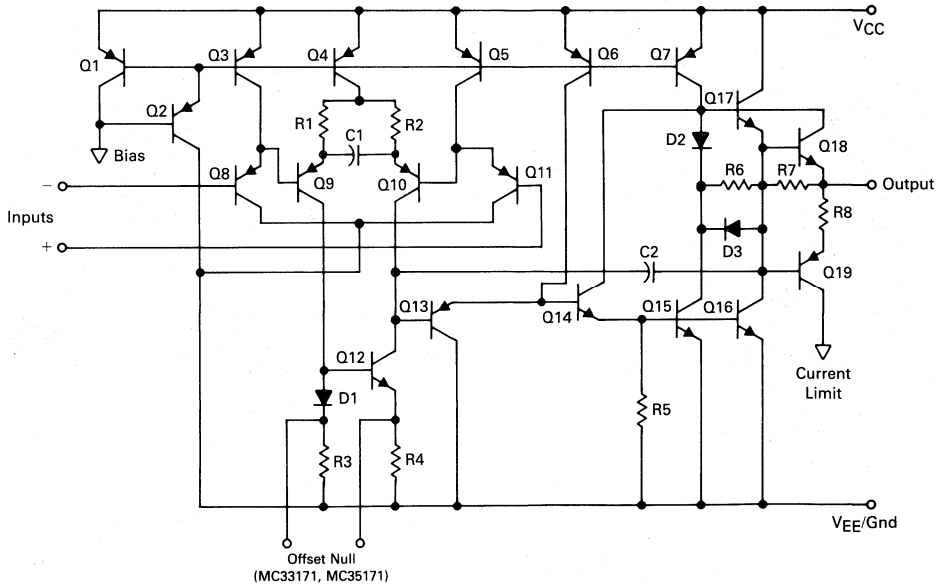 VCC
Q1
Q3
Q4
Q5
Q6
Q7
Q2
Q17
Bias
R1
C1
R2
D2
Q18
−
Q8
Q9
Q10
Q11
R6
R7
Output
Inputs
+
R8
D3
C2
Q19
Q13
Q14
Q15
Q16
Q12
Current
Limit
D1
R5
R3
R4
VEE/Gnd
Offset Null
(MC33171, MC35171)